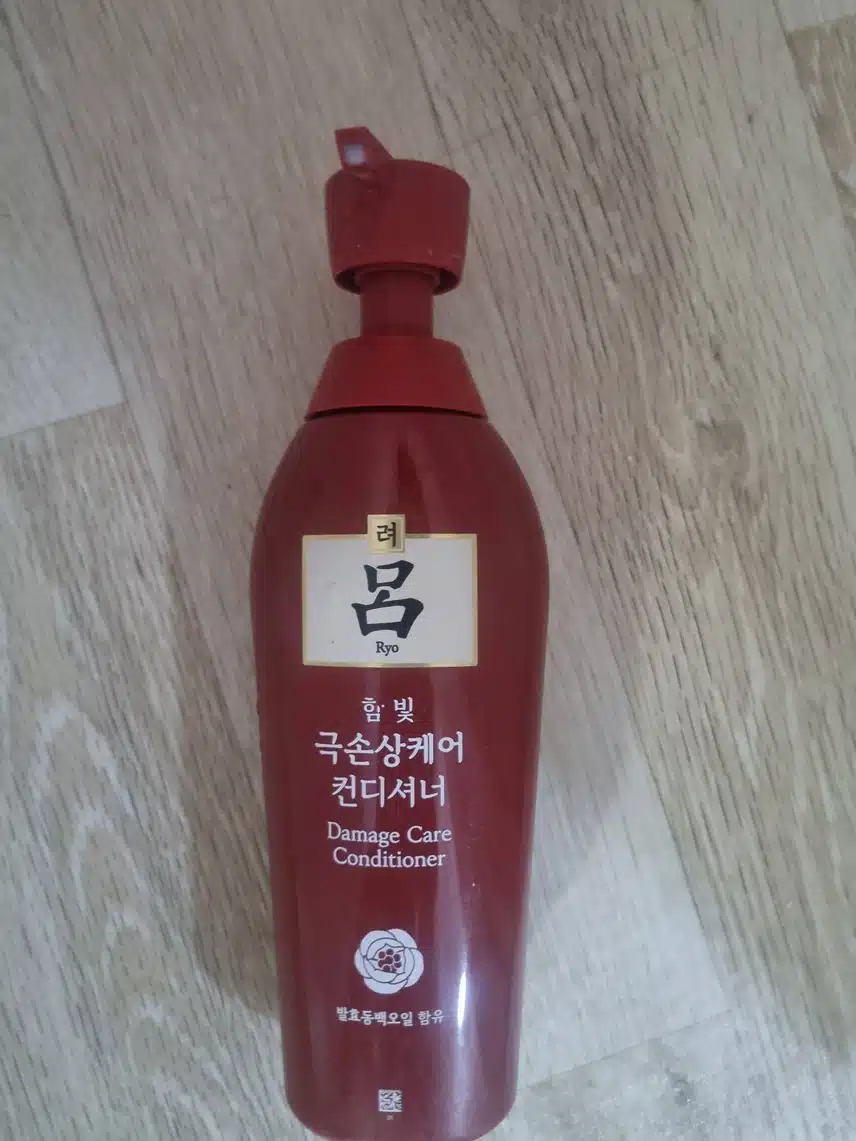 려
呂
Ryo
함빛
극손상케어
컨디셔너
Damage Care
Conditioner
발효동백오일 함유